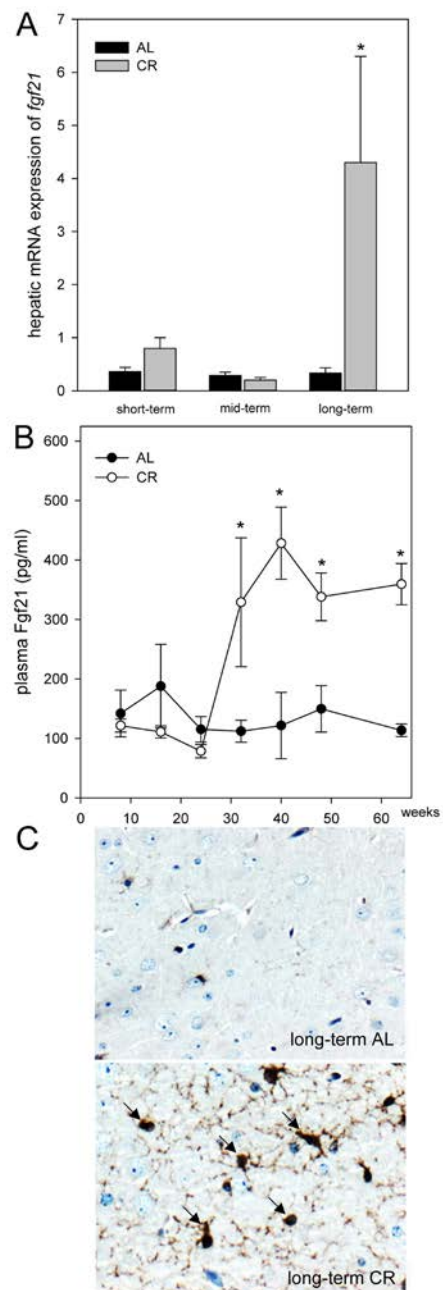 A
hepatic mRNA expression of fgf21
7
6
5
4
3
2
1
0
AL
CR
*
short-term mid-term long-term
B
plasma Fgf21 (pg/ml)
600
500
400
300
200
100
0
AL
CR
* * * *
0 10 20 30 40 50 60 weeks
C
long-term AL
long-term CR